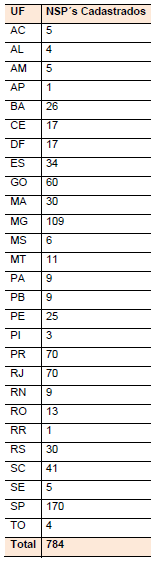 UF NSP´s Cadastrados
AC 5
AL 4
AM 5
AP 1
BA 26
CE 17
DF 17
ES 34
GO 60
MA 30
MG 109
MS 6
MT 11
PA 9
PB 9
PE 25
PI 3
PR 70
RJ 70
RN 9
RO 13
RR 1
RS 30
SC 41
SE 5
SP 170
TO 4
Total 784